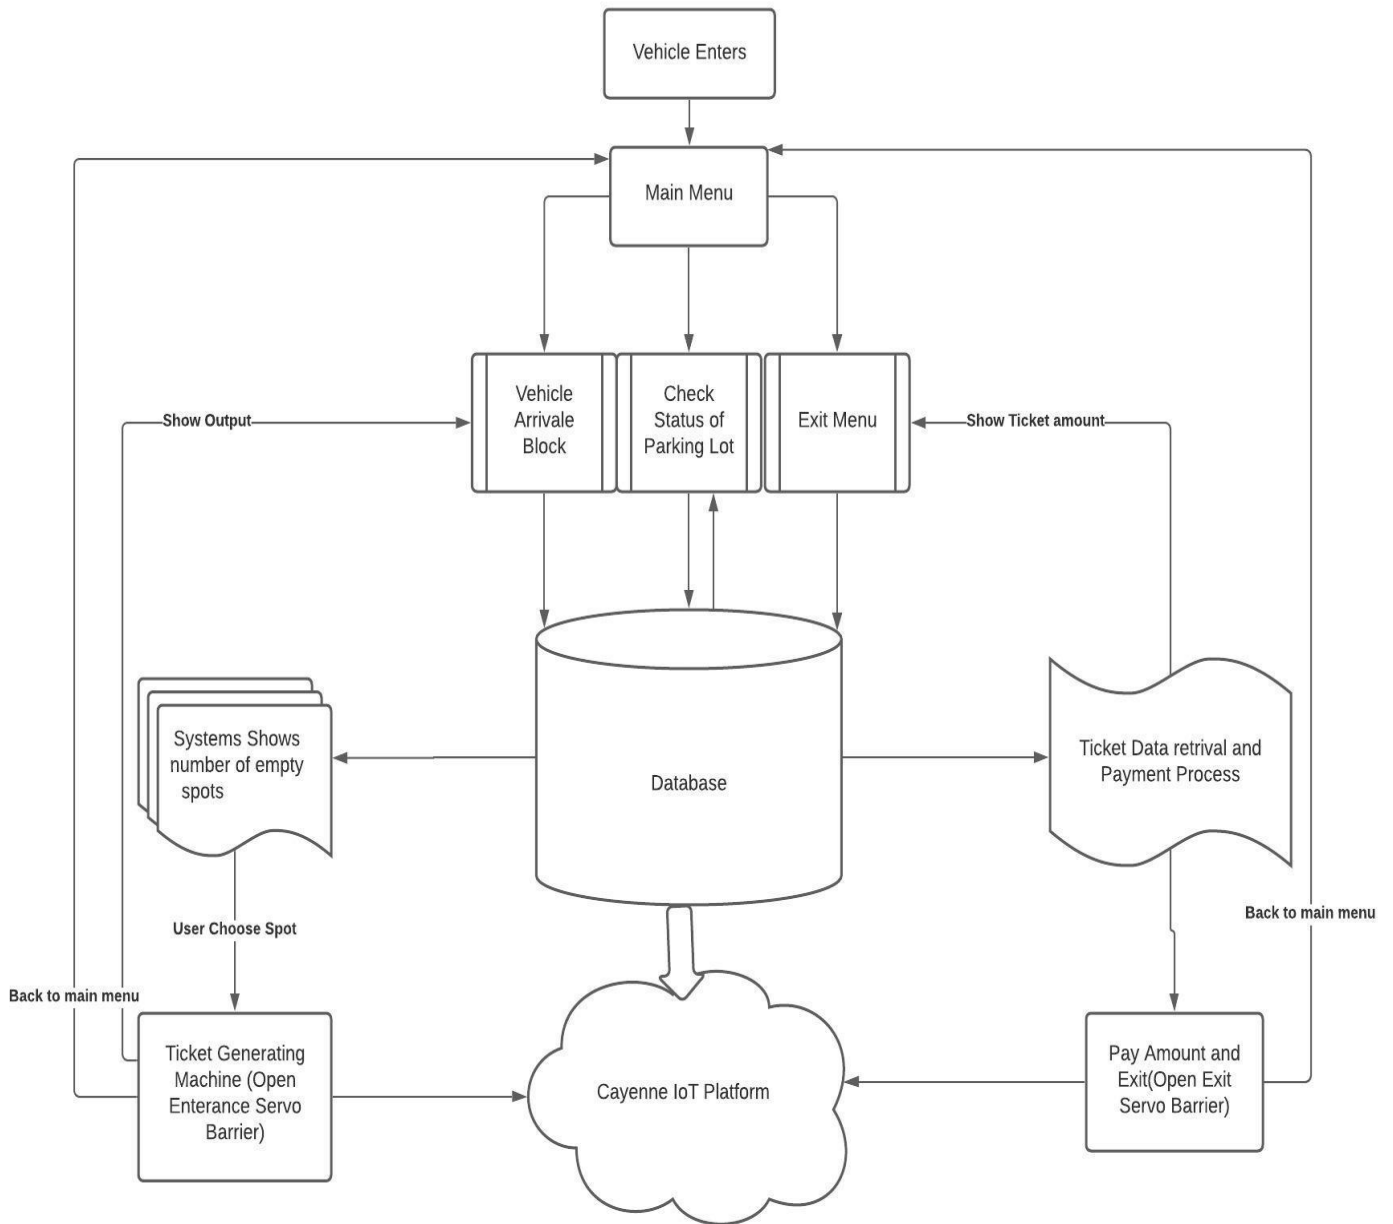 Vehicle Enters
Main Menu
Vehicle
Arrivale
Block
Check
Status of
Parking Lot
Exit Menu
Show Output
Show Ticket amount
Systems Shows
number of empty
spots
Database
Ticket Data retrival and
Payment Process
User Choose Spot
Back to main menu
Back to main menu
Ticket Generating
Machine (Open
Enterance Servo
Barrier)
Cayenne IoT Platform
Pay Amount and
Exit(Open Exit
Servo Barrier)